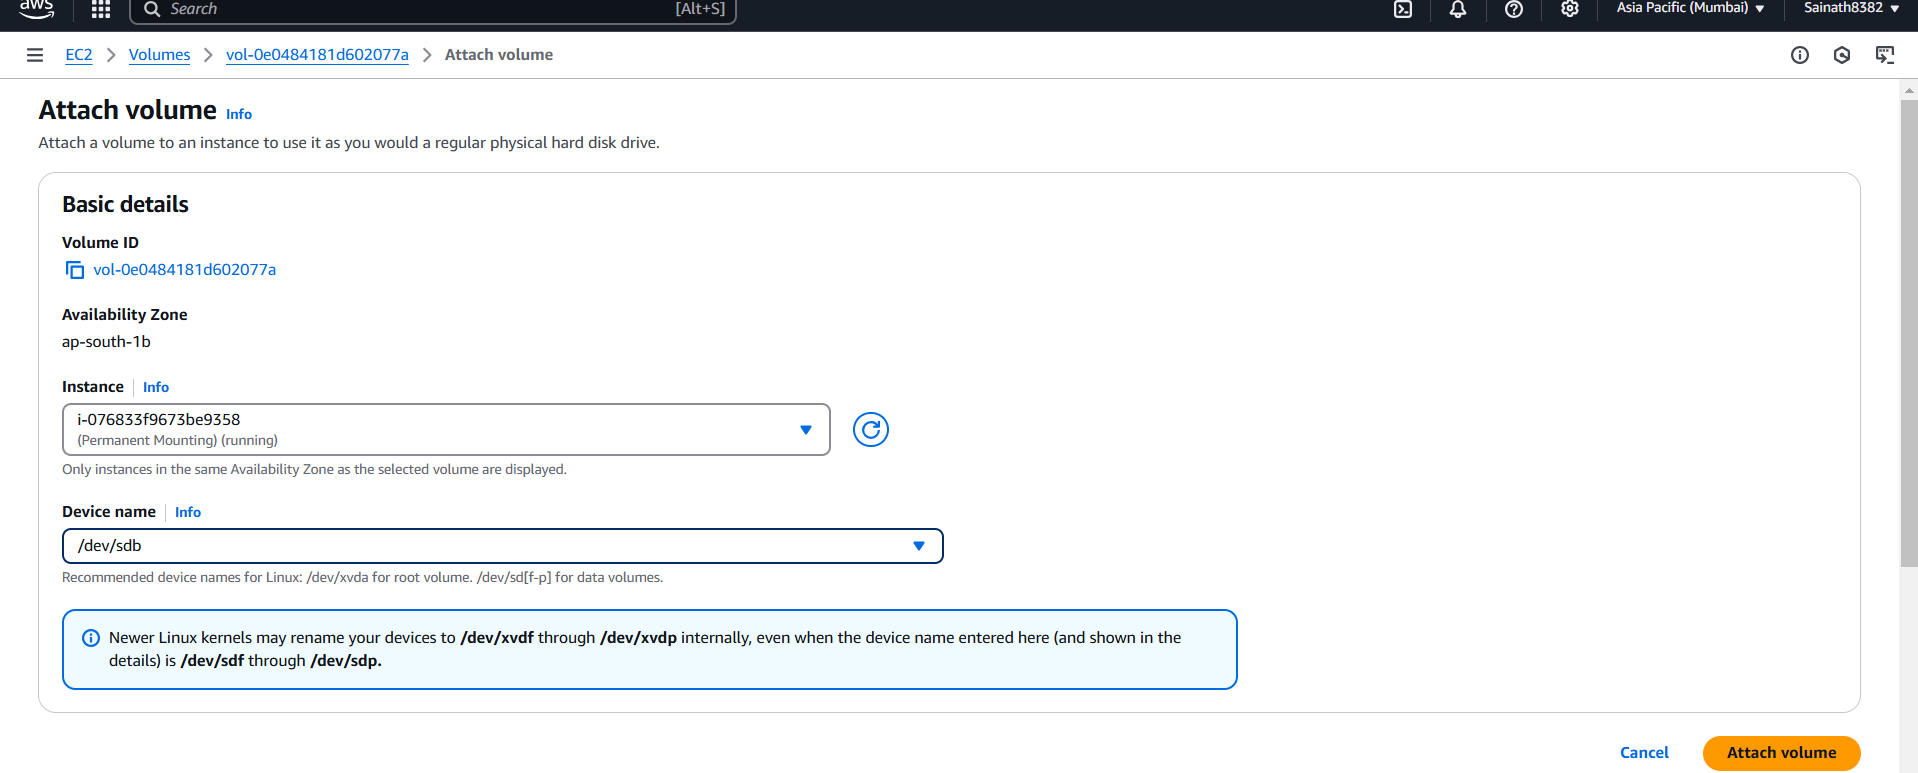 aws
Search [Alt+S] Asia Pacific (Mumbai) Sainath8382
EC2 Volumes vol-0e0484181d602077a Attach volume
Attach volume Info
Attach a volume to an instance to use it as you would a regular physical hard disk drive.
Basic details
Volume ID
vol-0e0484181d602077a
Availability Zone
ap-south-1b
Instance Info
i-076833f9673be9358
(Permanent Mounting) (running)
Only instances in the same Availability Zone as the selected volume are displayed.
Device name Info
/dev/sdb
Recommended device names for Linux: /dev/xvda for root volume. /dev/sd[f-p] for data volumes.
Newer Linux kernels may rename your devices to /dev/xvdf through /dev/xvdp internally, even when the device name entered here (and shown in the
details) is /dev/sdf through /dev/sdp.
Cancel Attach volume